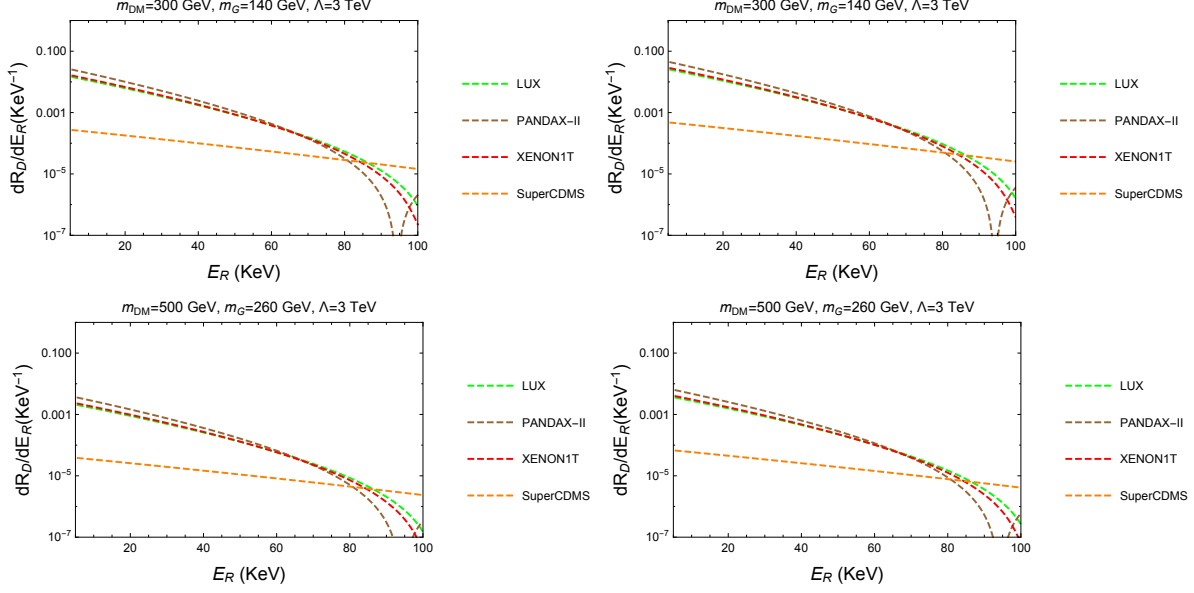 m_DM=300 GeV, m_G=140 GeV, Λ=3 TeV
dR_D/dE_R(KeV⁻¹)
0.100
0.001
10⁻⁵
10⁻⁷
20 40 60 80 100
E_R (KeV)
LUX
PANDAX-II
XENON1T
SuperCDMS
m_DM=300 GeV, m_G=140 GeV, Λ=3 TeV
dR_D/dE_R(KeV⁻¹)
0.100
0.001
10⁻⁵
10⁻⁷
20 40 60 80 100
E_R (KeV)
LUX
PANDAX-II
XENON1T
SuperCDMS
m_DM=500 GeV, m_G=260 GeV, Λ=3 TeV
dR_D/dE_R(KeV⁻¹)
0.100
0.001
10⁻⁵
10⁻⁷
20 40 60 80 100
E_R (KeV)
LUX
PANDAX-II
XENON1T
SuperCDMS
m_DM=500 GeV, m_G=260 GeV, Λ=3 TeV
dR_D/dE_R(KeV⁻¹)
0.100
0.001
10⁻⁵
10⁻⁷
20 40 60 80 100
E_R (KeV)
LUX
PANDAX-II
XENON1T
SuperCDMS